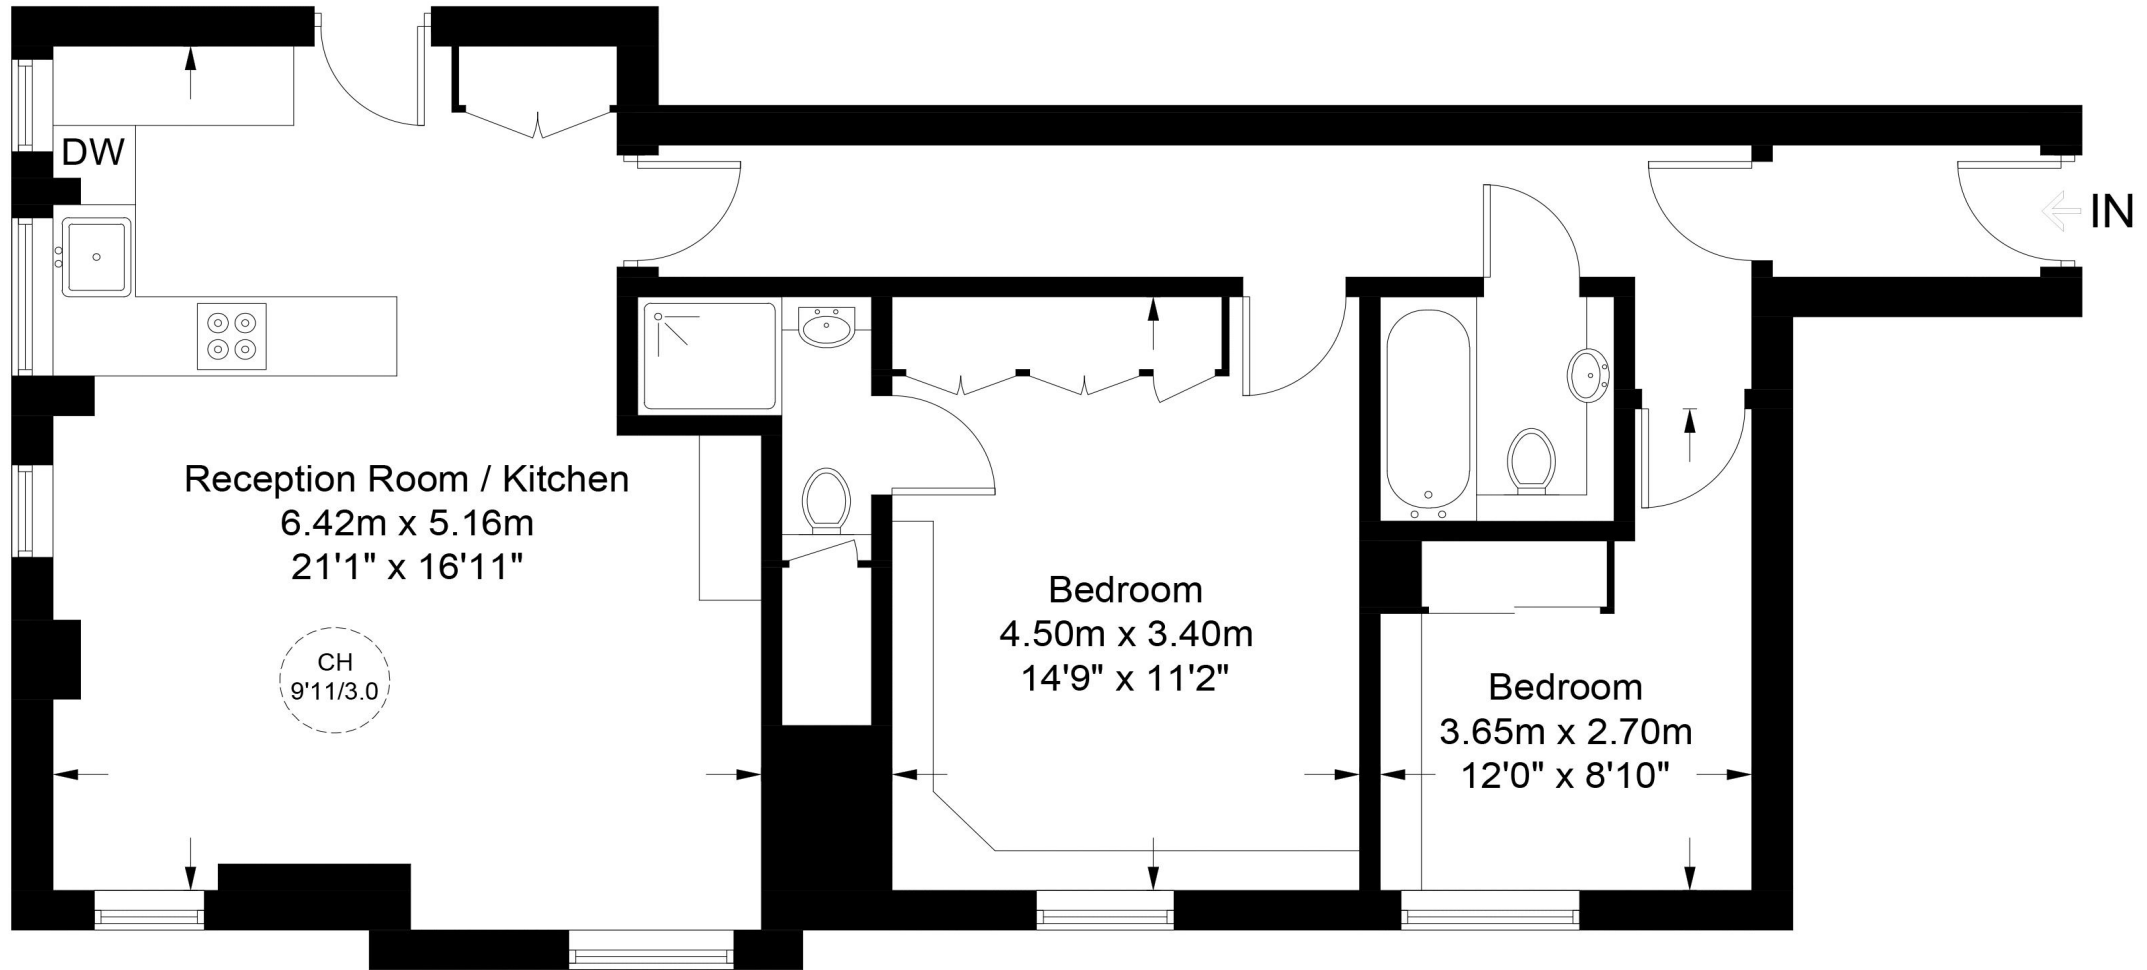 DW
IN
Reception Room / Kitchen
6.42m x 5.16m
21'1" x 16'11"
CH
9'11/3.0
Bedroom
4.50m x 3.40m
14'9" x 11'2"
Bedroom
3.65m x 2.70m
12'0" x 8'10"